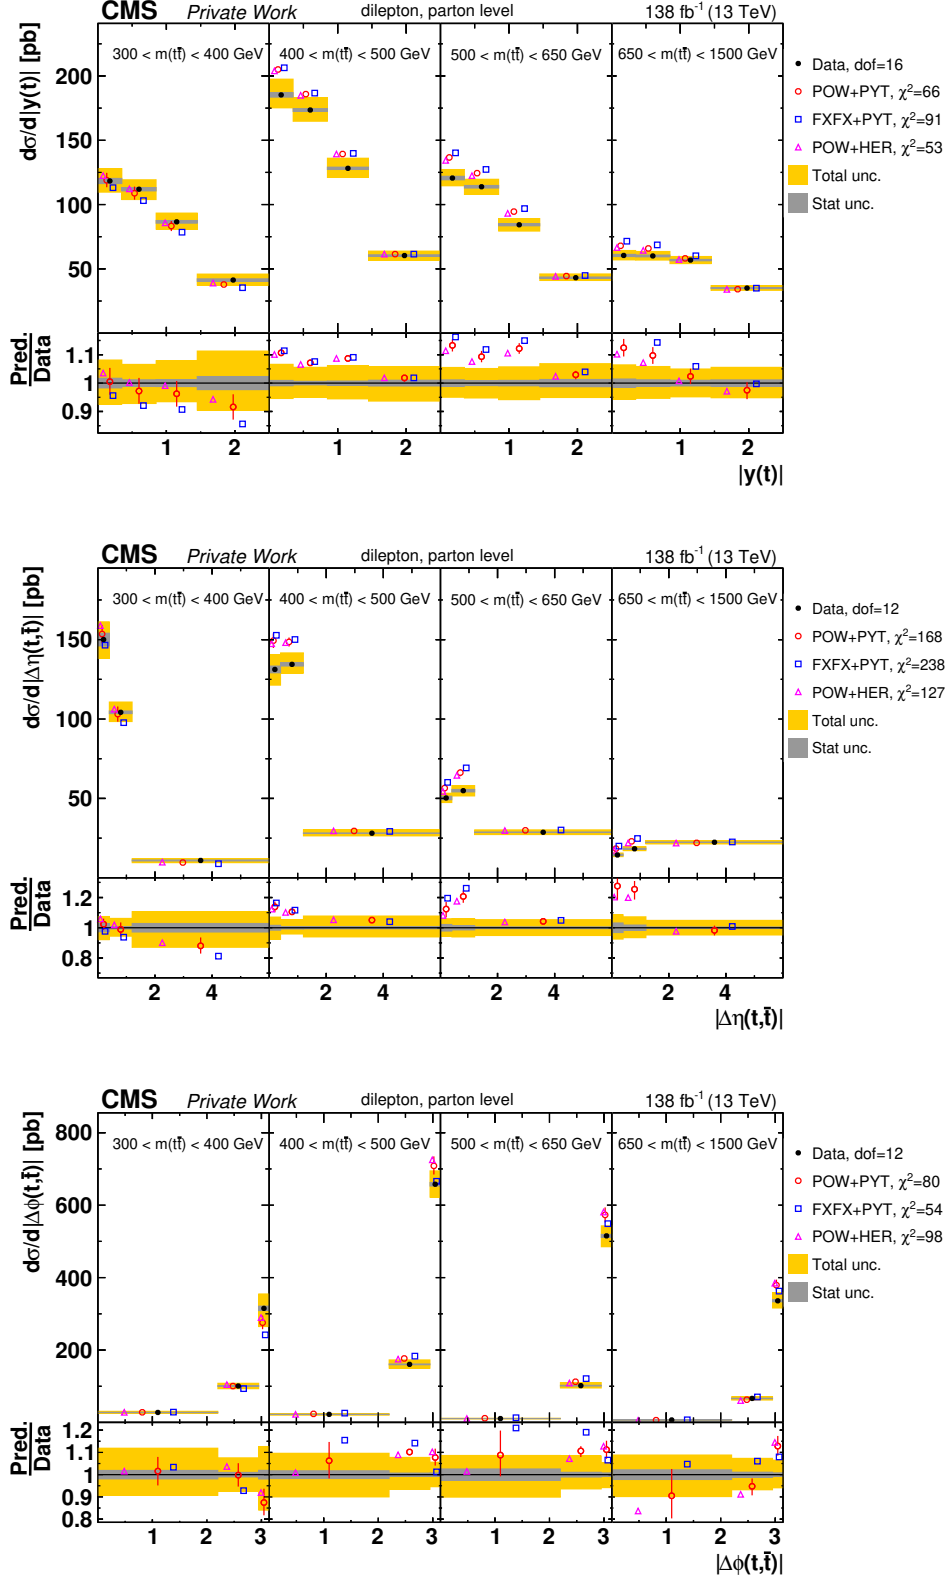 CMS Private Work dilepton, parton level 138 fb⁻¹ (13 TeV)
300 < m(tt̄) < 400 GeV 400 < m(tt̄) < 500 GeV 500 < m(tt̄) < 650 GeV 650 < m(tt̄) < 1500 GeV
dσ/d|y(t)| [pb]
200
150
100
50
Data, dof=16
POW+PYT, χ²=66
FXFX+PYT, χ²=91
POW+HER, χ²=53
Total unc.
Stat unc.
Pred.
Data
1.1
1
0.9
1 2 1 2 1 2 1 2
|y(t)|
CMS Private Work dilepton, parton level 138 fb⁻¹ (13 TeV)
300 < m(tt̄) < 400 GeV 400 < m(tt̄) < 500 GeV 500 < m(tt̄) < 650 GeV 650 < m(tt̄) < 1500 GeV
dσ/d|Δη(t,t̄)| [pb]
150
100
50
Data, dof=12
POW+PYT, χ²=168
FXFX+PYT, χ²=238
POW+HER, χ²=127
Total unc.
Stat unc.
Pred.
Data
1.2
1
0.8
2 4 2 4 2 4 2 4
|Δη(t,t̄)|
CMS Private Work dilepton, parton level 138 fb⁻¹ (13 TeV)
300 < m(tt̄) < 400 GeV 400 < m(tt̄) < 500 GeV 500 < m(tt̄) < 650 GeV 650 < m(tt̄) < 1500 GeV
dσ/d|Δϕ(t,t̄)| [pb]
800
600
400
200
Data, dof=12
POW+PYT, χ²=80
FXFX+PYT, χ²=54
POW+HER, χ²=98
Total unc.
Stat unc.
Pred.
Data
1.2
1.1
1
0.9
0.8
1 2 3 1 2 3 1 2 3 1 2 3
|Δϕ(t,t̄)|